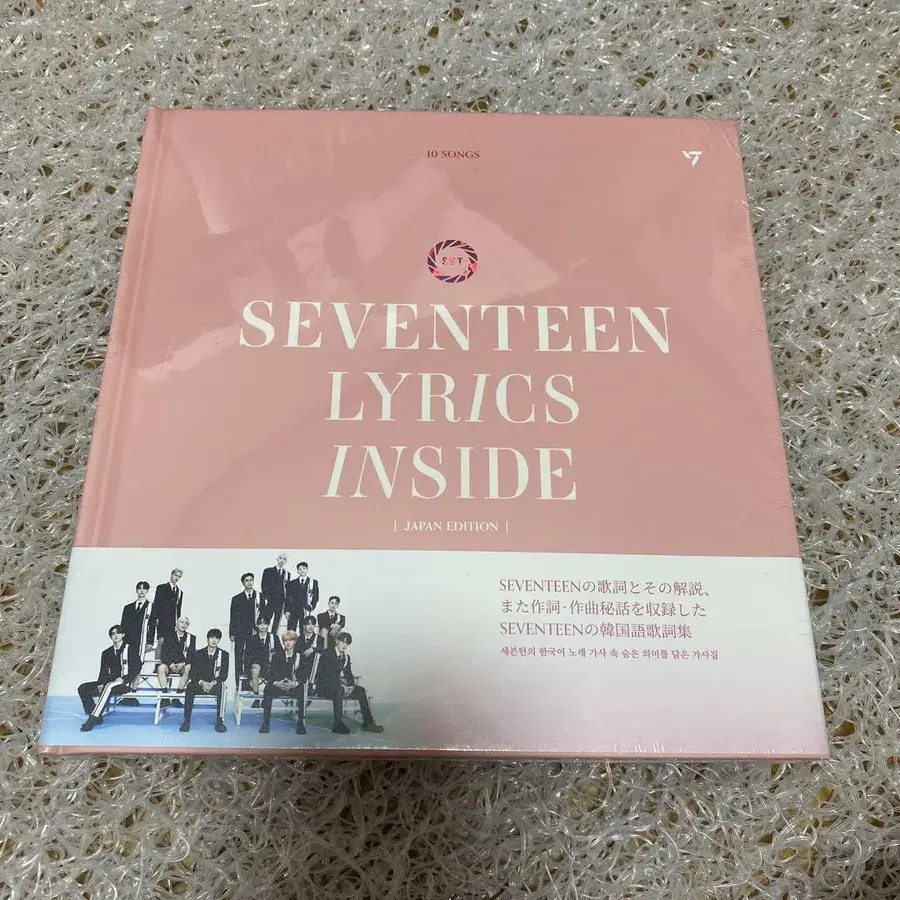 10 SONGS
SVT
SEVENTEEN
LYRICS
INSIDE
[ JAPAN EDITION ]
SEVENTEENの歌詞とその解説、
また作詞·作曲秘話を収録した
SEVENTEENの韓国語歌詞集
세븐틴의 한국어 노래 가사 속 숨은 의미를 담은 가사집